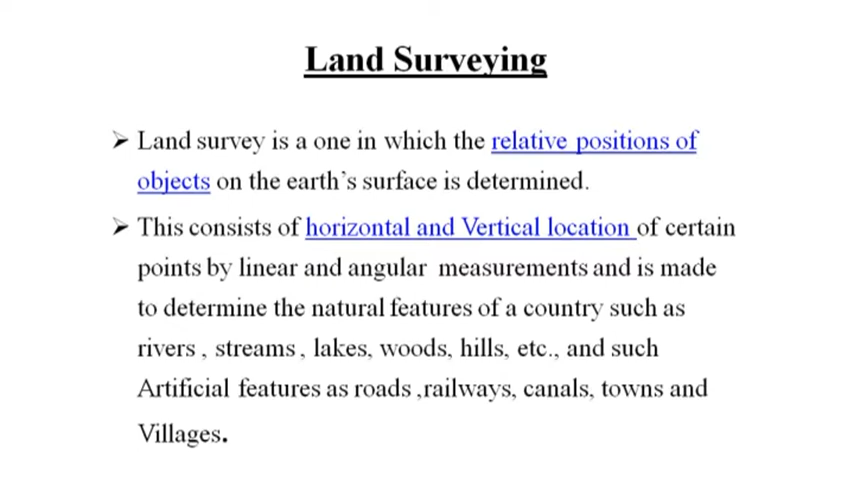 Land Surveying
➢ Land survey is a one in which the relative positions of
objects on the earth’s surface is determined.
➢ This consists of horizontal and Vertical location of certain
points by linear and angular measurements and is made
to determine the natural features of a country such as
rivers , streams, lakes, woods, hills, etc., and such
Artificial features as roads ,railways, canals, towns and
Villages.